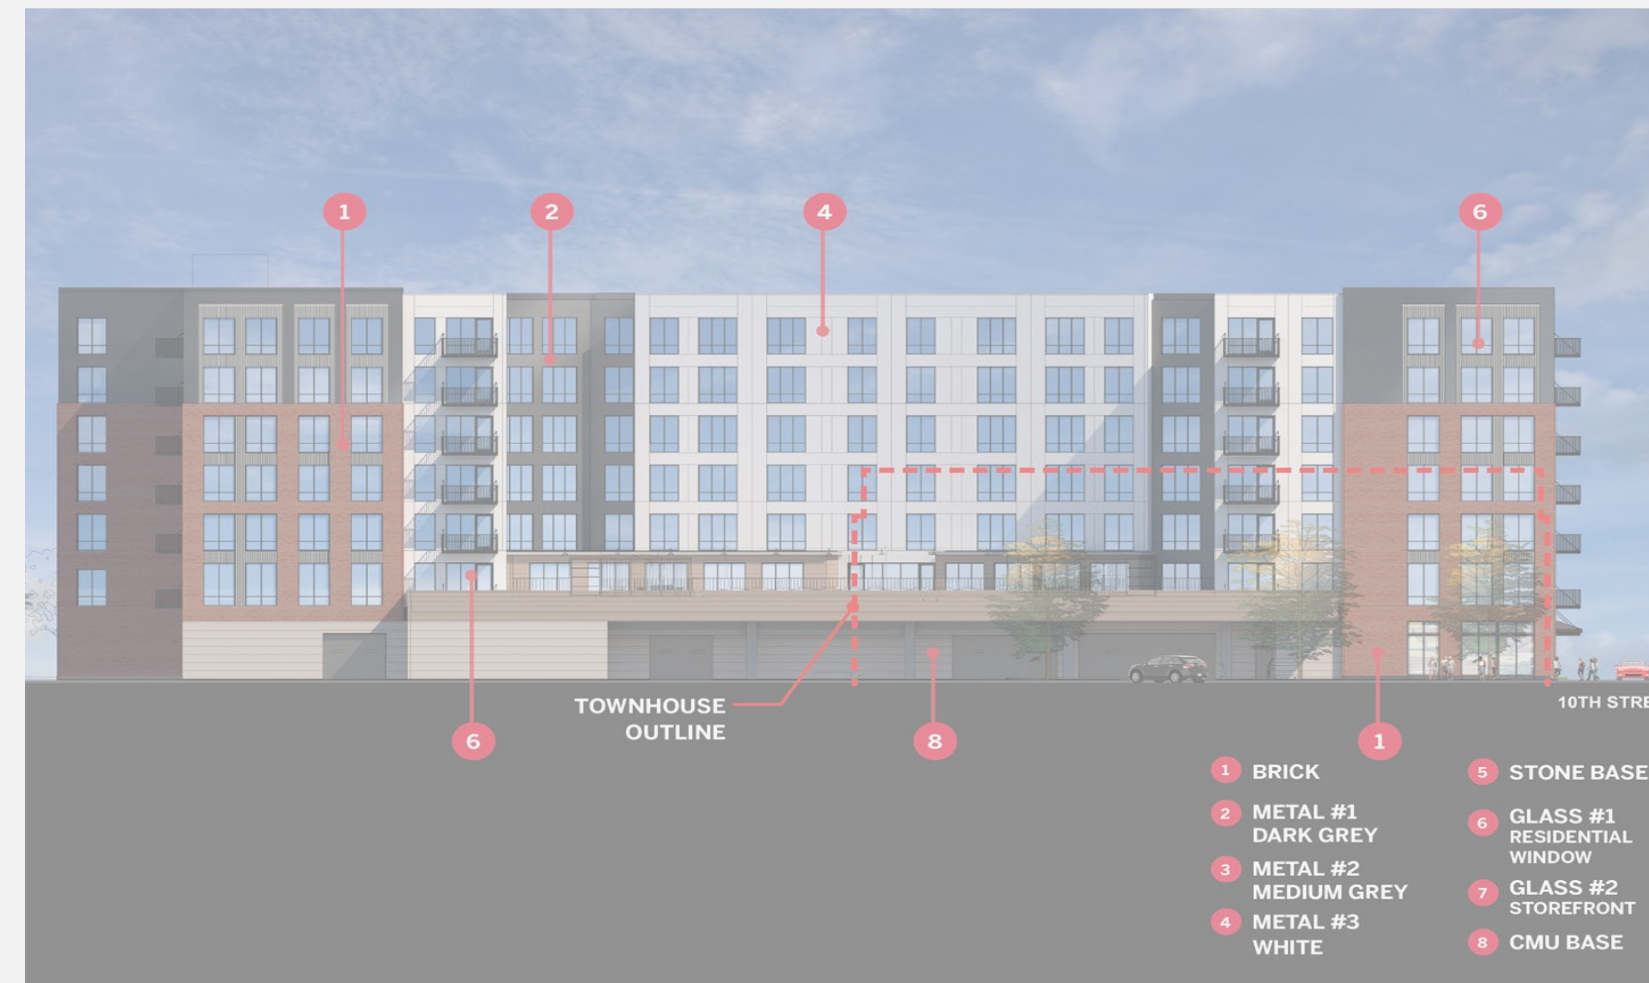 1
2
4
6
TOWNHOUSE
OUTLINE
10TH
6
8
1
1 BRICK
2 METAL #1
DARK GREY
3 METAL #2
MEDIUM GREY
4 METAL #3
WHITE
5 STONE BASE
6 GLASS #1
RESIDENTIAL
WINDOW
7 GLASS #2
STOREFRONT
8 CMU BASE